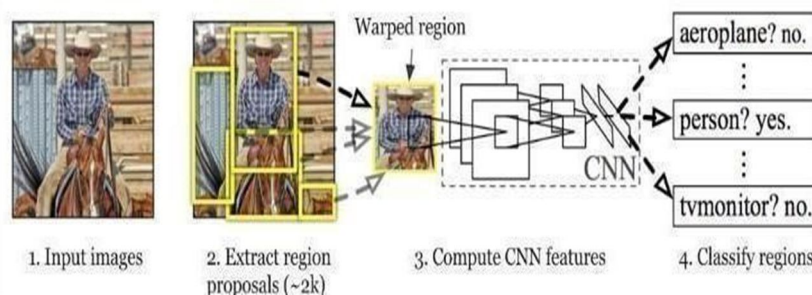 Warped region
aeroplane? no.
person? yes.
CNN
tvmonitor? no.
1. Input images
2. Extract region
proposals (~2k)
3. Compute CNN features
4. Classify regions